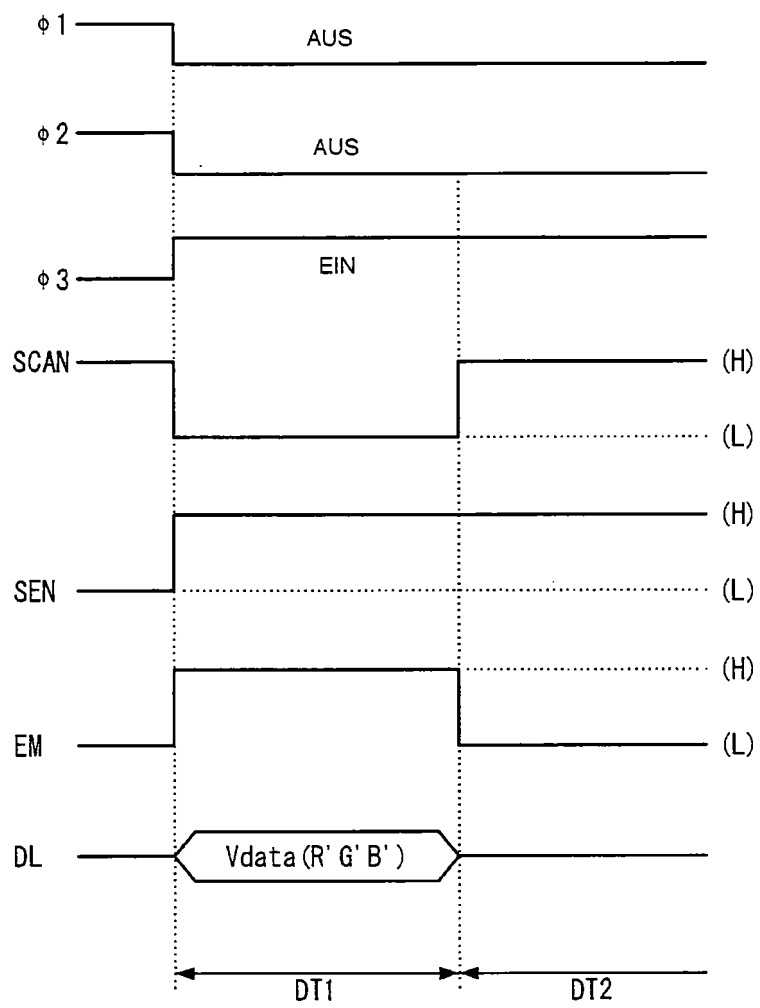 φ1
AUS
φ2
AUS
φ3
EIN
SCAN
(H)
(L)
(H)
SEN
(L)
(H)
EM
(L)
DL
Vdata(R'G'B')
DT1
DT2